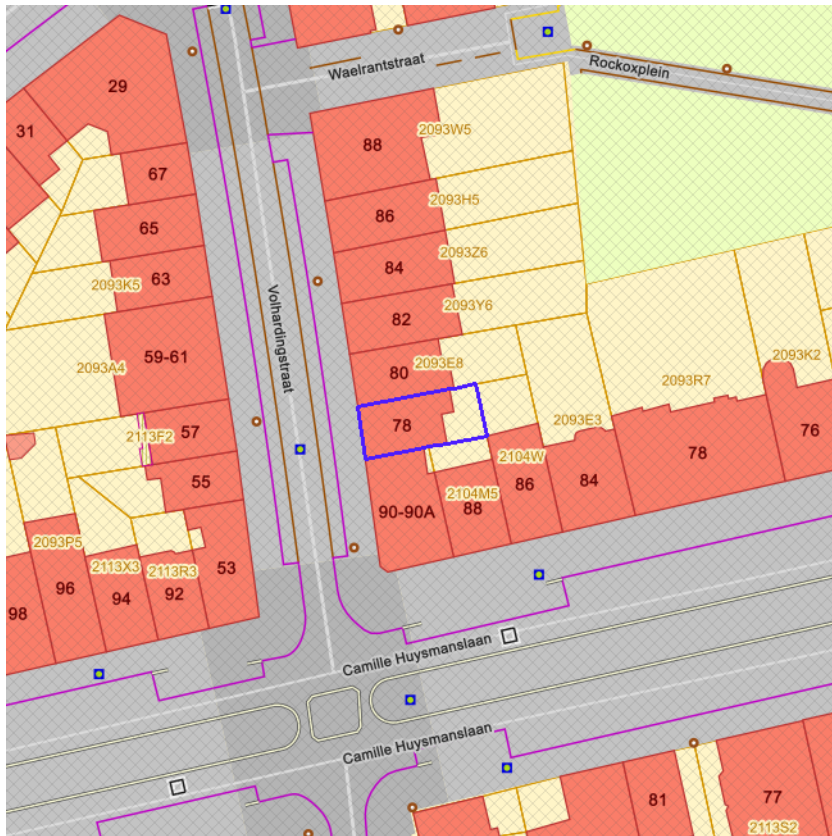 29
Waelrantstraat
Rockoxplein
31
88
2093W5
67
86
2093H5
65
84
2093Z6
63
2093K5
Volhardingstraat
82
2093Y6
59-61
2093A4
80
2093E8
2093R7
2093K2
78
2093E3
57
2113F2
76
78
2104W
55
84
86
2104M5
88
90-90A
2093P5
53
2113X3
2113R3
98
96
94
92
Camille Huysmanslaan
Camille Huysmanslaan
81
77
2113S2